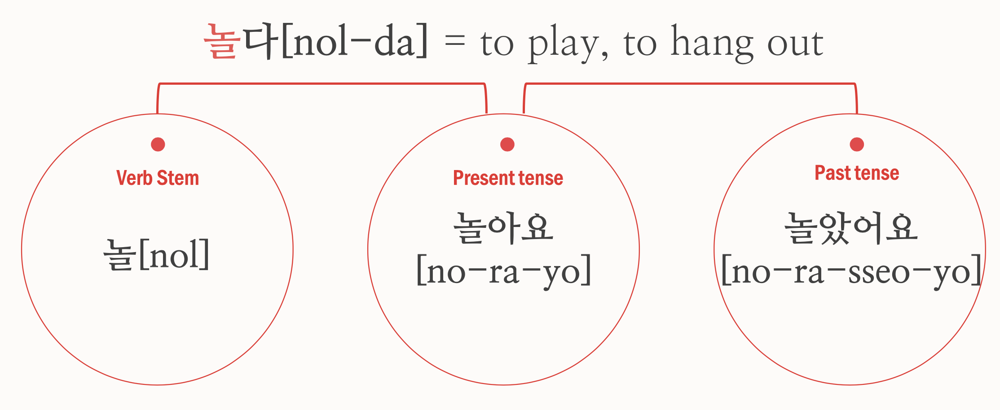 놀다[nol-da] = to play, to hang out
Verb Stem
놀[nol]
Present tense
놀아요
[no-ra-yo]
Past tense
놀았어요
[no-ra-sseo-yo]